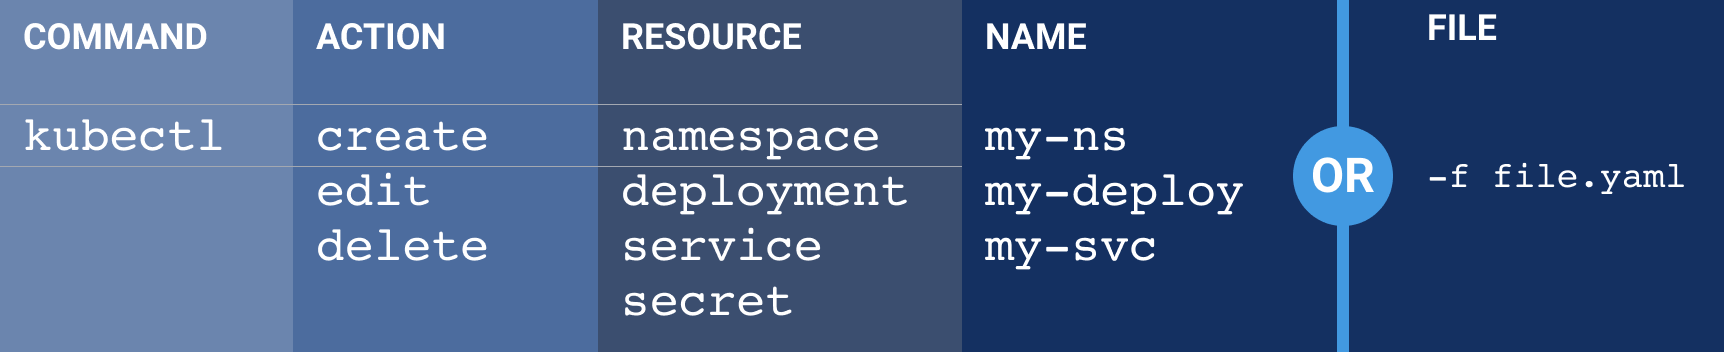 COMMAND ACTION RESOURCE NAME FILE
kubectl create namespace my-ns
edit deployment my-deploy OR -f file.yaml
delete service my-svc
secret